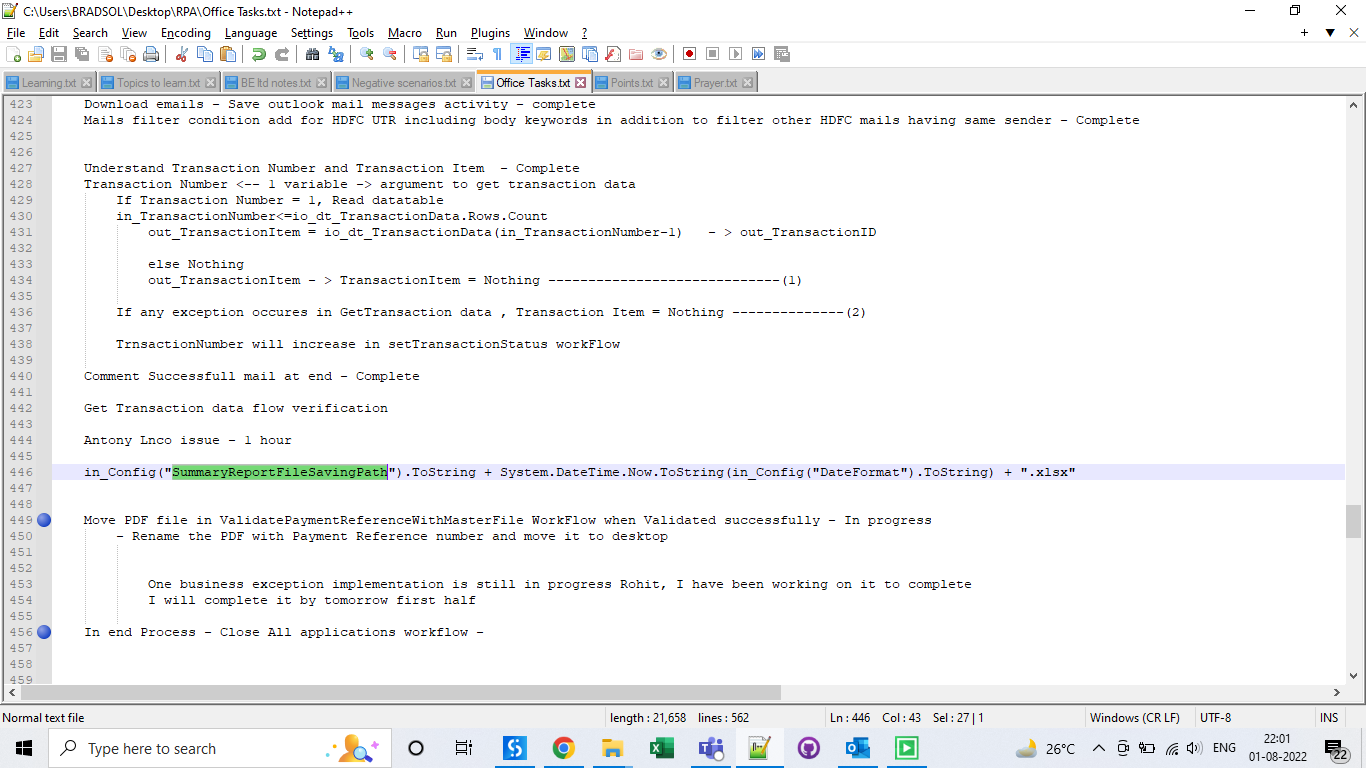 C:\Users\BRADSOL\Desktop\RPA\Office Tasks.txt - Notepad++
File Edit Search View Encoding Language Settings Tools Macro Run Plugins Window ?
Learning.txt Topics to learn.txt BE ltd notes.txt Negative scenarios.txt Office Tasks.txt Points.txt Prayer.txt
423 Download emails - Save outlook mail messages activity - complete
424 Mails filter condition add for HDFC UTR including body keywords in addition to filter other HDFC mails having same sender - Complete
425
426
427 Understand Transaction Number and Transaction Item  - Complete
428 Transaction Number <-- 1 variable -> argument to get transaction data
429 If Transaction Number = 1, Read datatable
430 in_TransactionNumber<=io_dt_TransactionData.Rows.Count
431 out_TransactionItem = io_dt_TransactionData(in_TransactionNumber-1)   - > out_TransactionID
432
433 else Nothing
434 out_TransactionItem - > TransactionItem = Nothing -----------------------------(1)
435
436 If any exception occures in GetTransaction data , Transaction Item = Nothing --------------(2)
437
438 TrnsactionNumber will increase in setTransactionStatus workFlow
439
440 Comment Successfull mail at end - Complete
441
442 Get Transaction data flow verification
443
444 Antony Lnco issue - 1 hour
445
446 in_Config("SummaryReportFileSavingPath").ToString + System.DateTime.Now.ToString(in_Config("DateFormat").ToString) + ".xlsx"
447
448
449 Move PDF file in ValidatePaymentReferenceWithMasterFile WorkFlow when Validated successfully - In progress
450 - Rename the PDF with Payment Reference number and move it to desktop
451
452
453 One business exception implementation is still in progress Rohit, I have been working on it to complete
454 I will complete it by tomorrow first half
455
456 In end Process - Close All applications workflow -
457
458
459
Normal text file length : 21,658 lines : 562 Ln : 446 Col : 43 Sel : 27 | 1 Windows (CR LF) UTF-8 INS
Type here to search 26°C ENG 22:01
01-08-2022 22